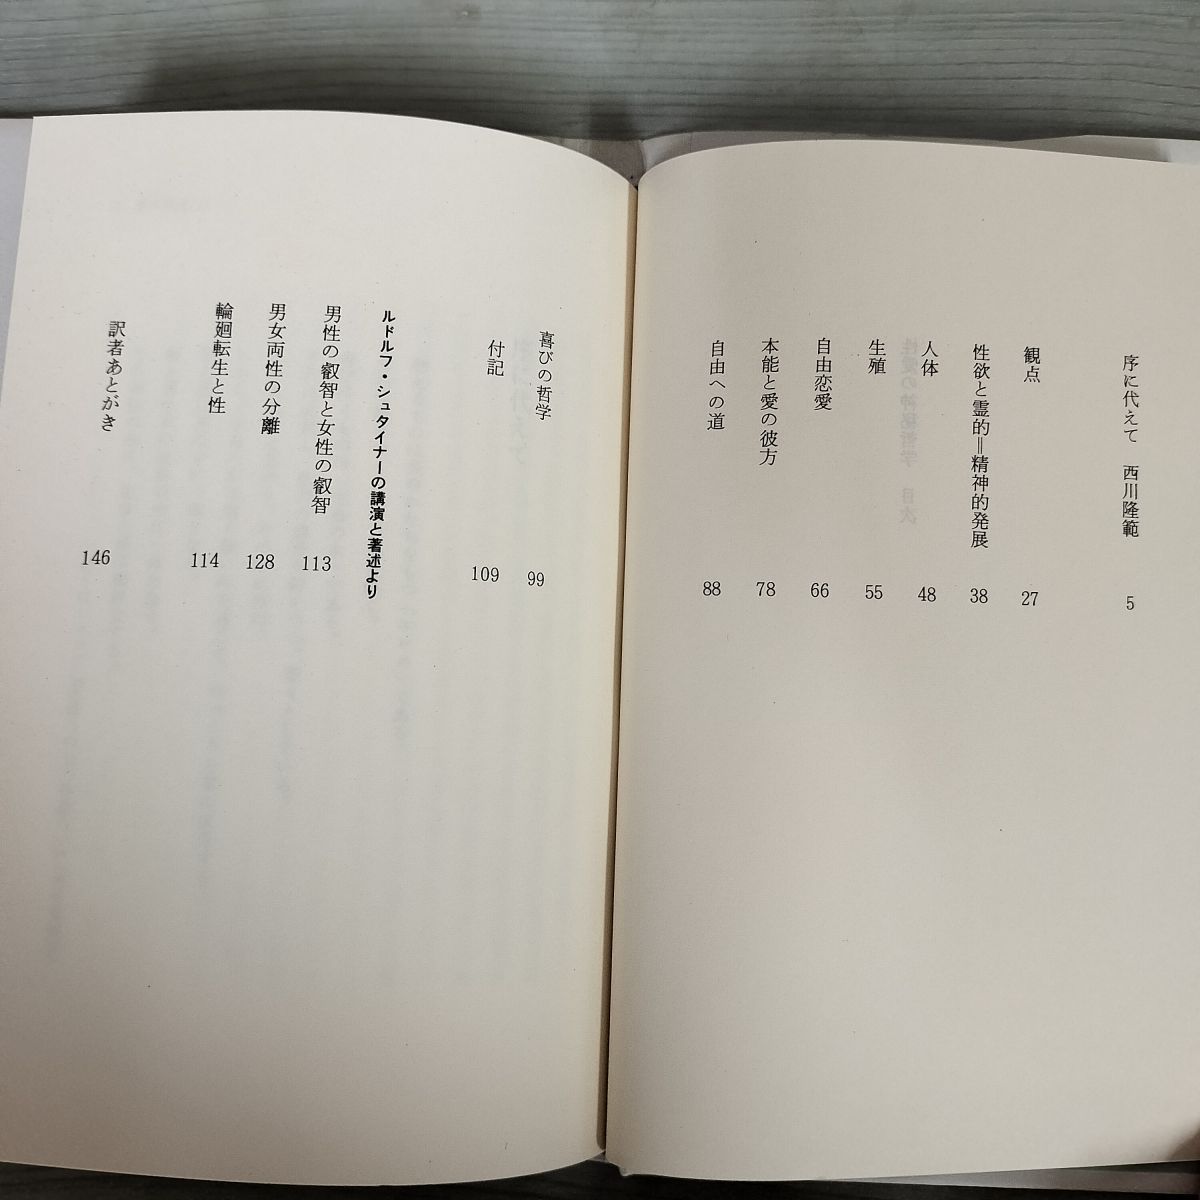 序に代えて　西川隆範　5
観点　27
性欲と霊的＝精神的発展　38
人体　48
生殖　55
自由恋愛　66
本能と愛の彼方　78
自由への道　88
喜びの哲学　99
付記　109
ルドルフ・シュタイナーの講演と著述より
男性の叡智と女性の叡智　113
男女両性の分離　128
輪廻転生と性　114
訳者あとがき　146